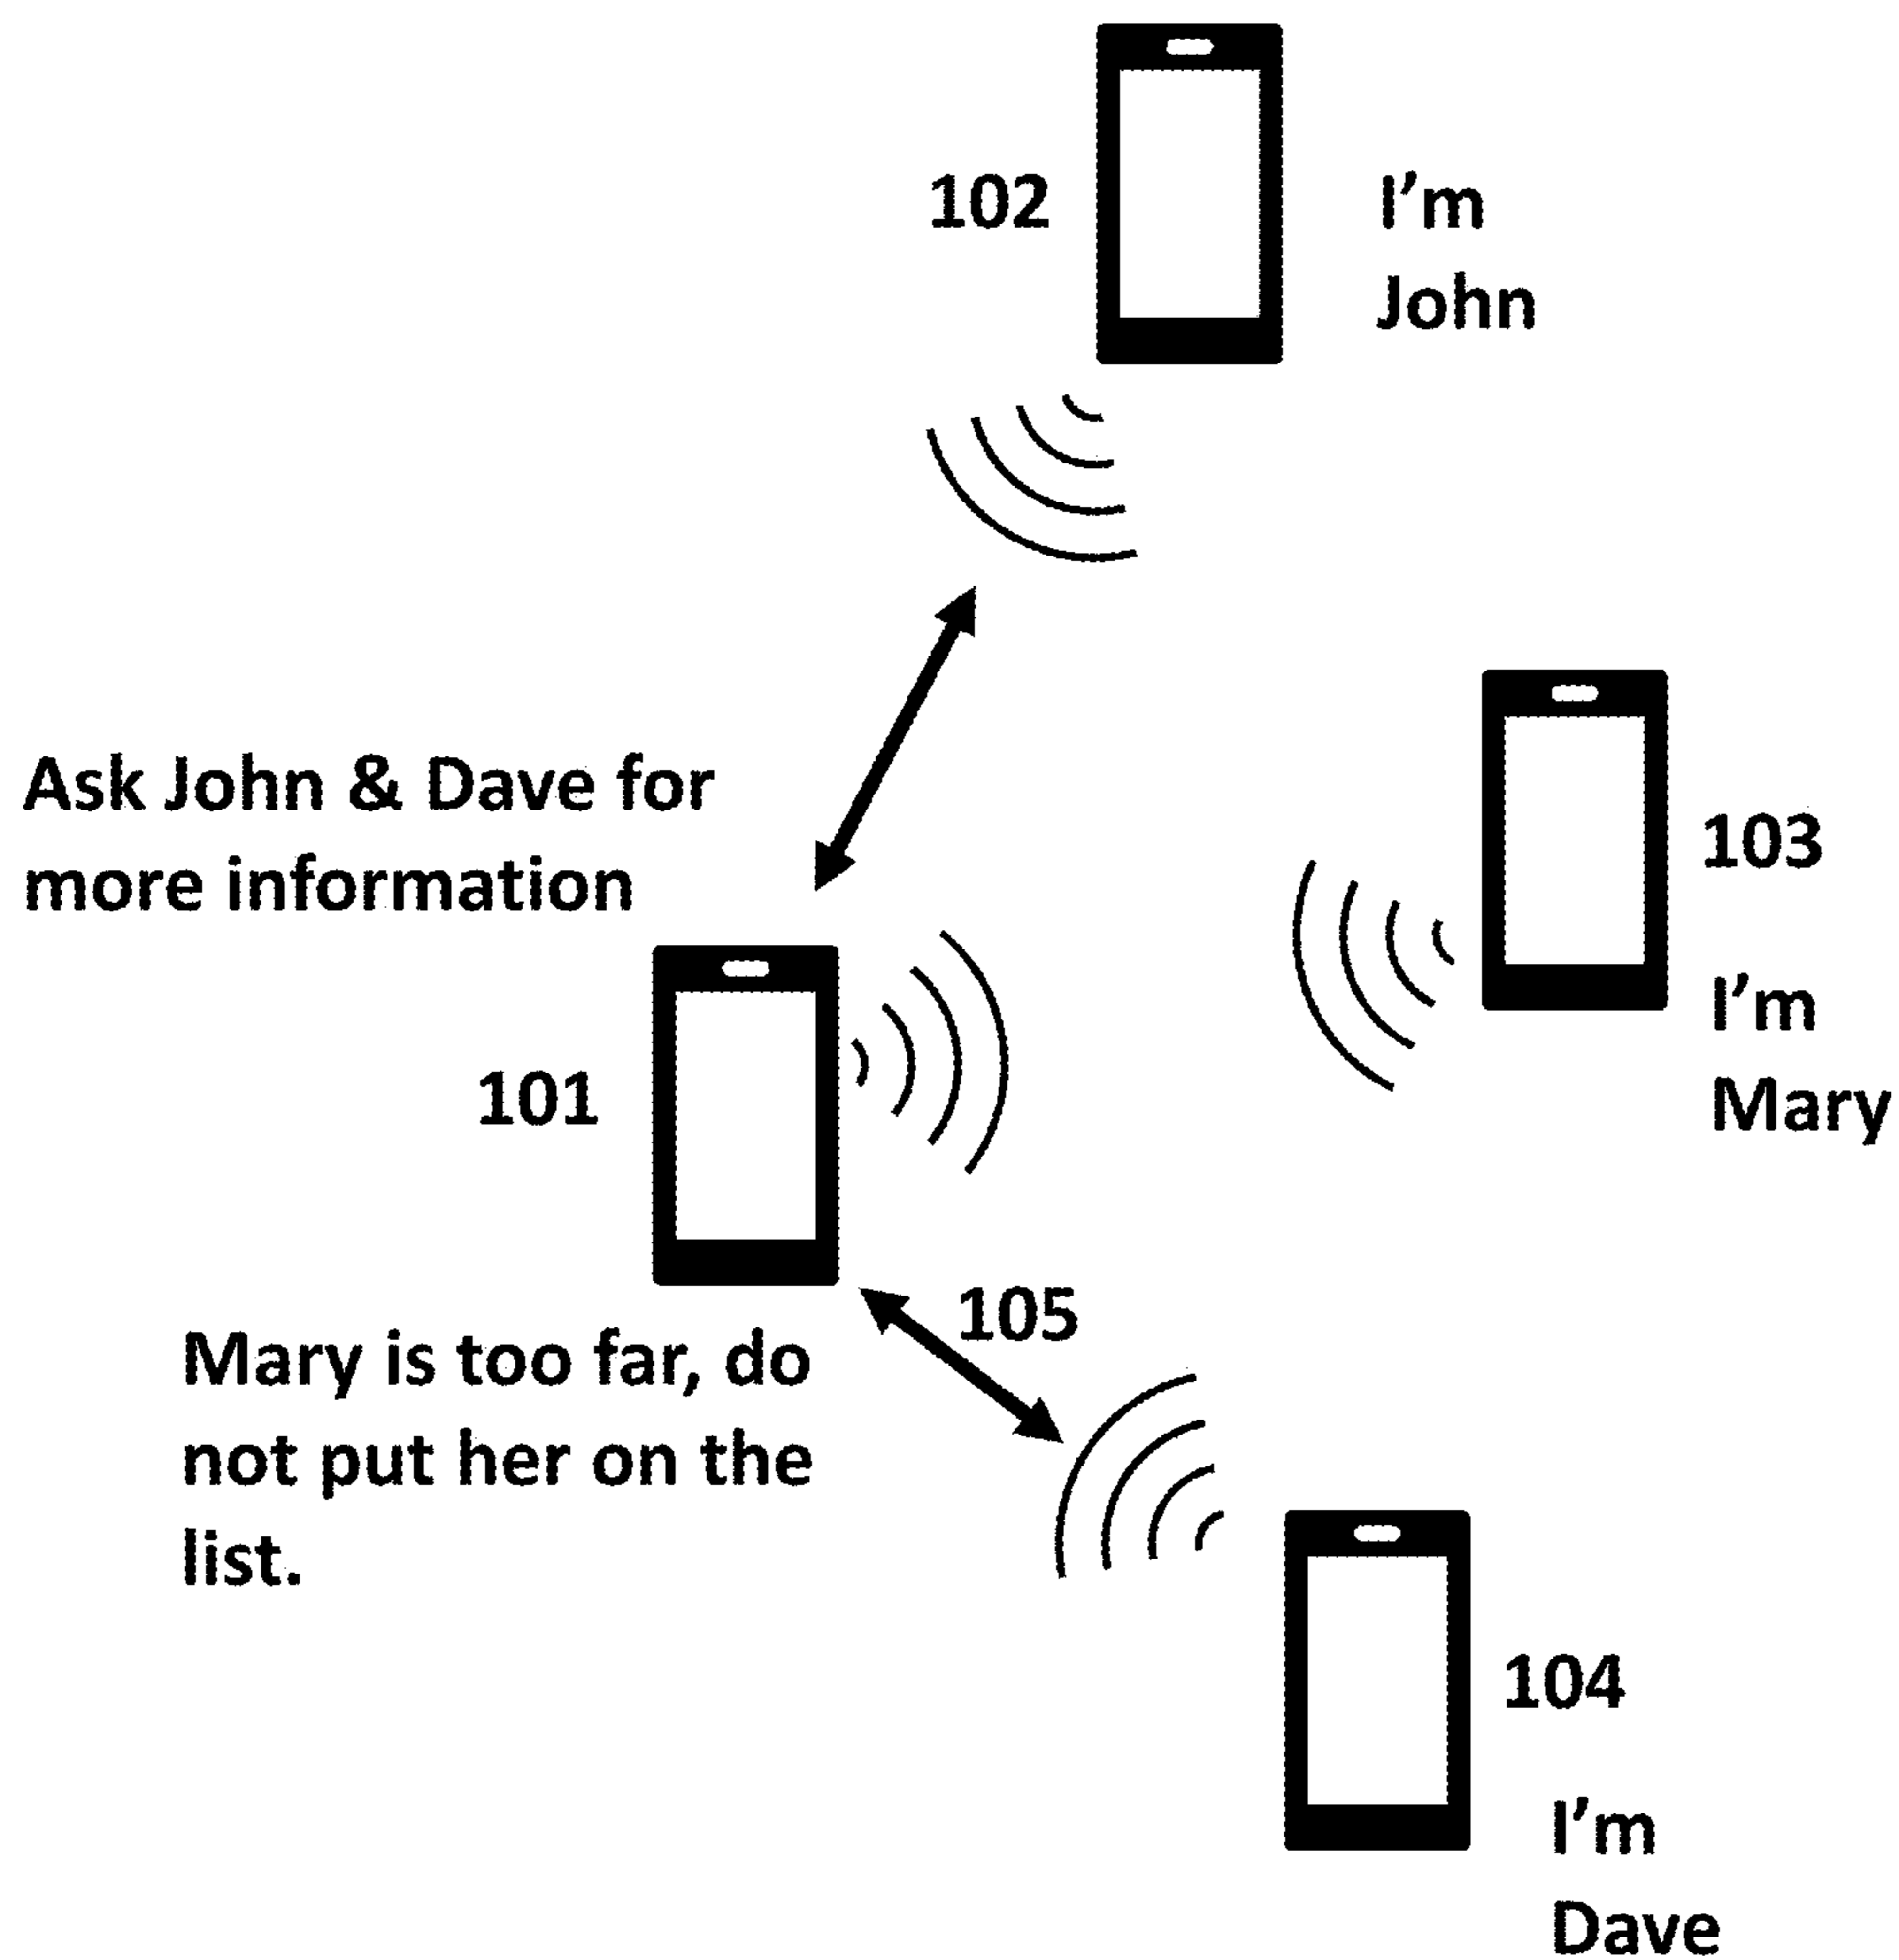 102
I'm
John
Ask John & Dave for
more information
103
I'm
Mary
101
105
Mary is too far, do
not put her on the
list.
104
I'm
Dave